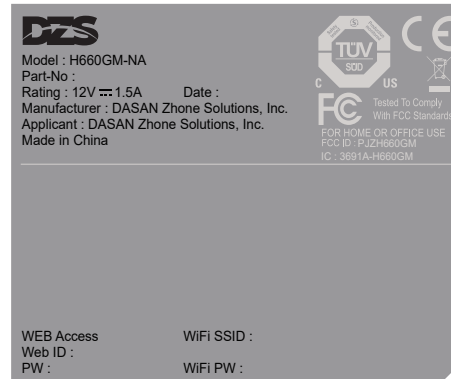 DZS
Model : H660GM-NA
Part-No :
Rating : 12V ⎓ 1.5A Date :
Manufacturer : DASAN Zhone Solutions, Inc.
Applicant : DASAN Zhone Solutions, Inc.
Made in China
TÜV
SÜD
C US
CE
FC Tested To Comply
With FCC Standards
FOR HOME OR OFFICE USE
FCC ID : PJZH660GM
IC : 3691A-H660GM
WEB Access WiFi SSID :
Web ID :
PW : WiFi PW :